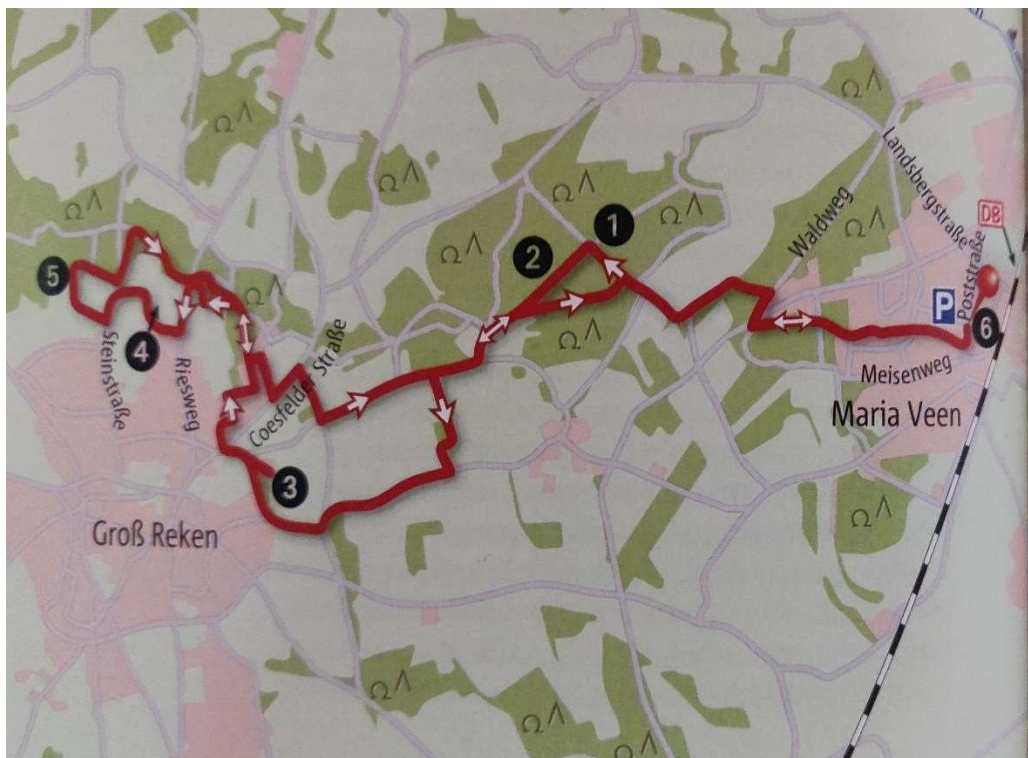 Landsbergstraße
DB
Waldweg
1
2
Poststraße
5
P
6
4
Steinstraße
Riesweg
Coesfelder Straße
Meisenweg
Maria Veen
3
Groß Reken